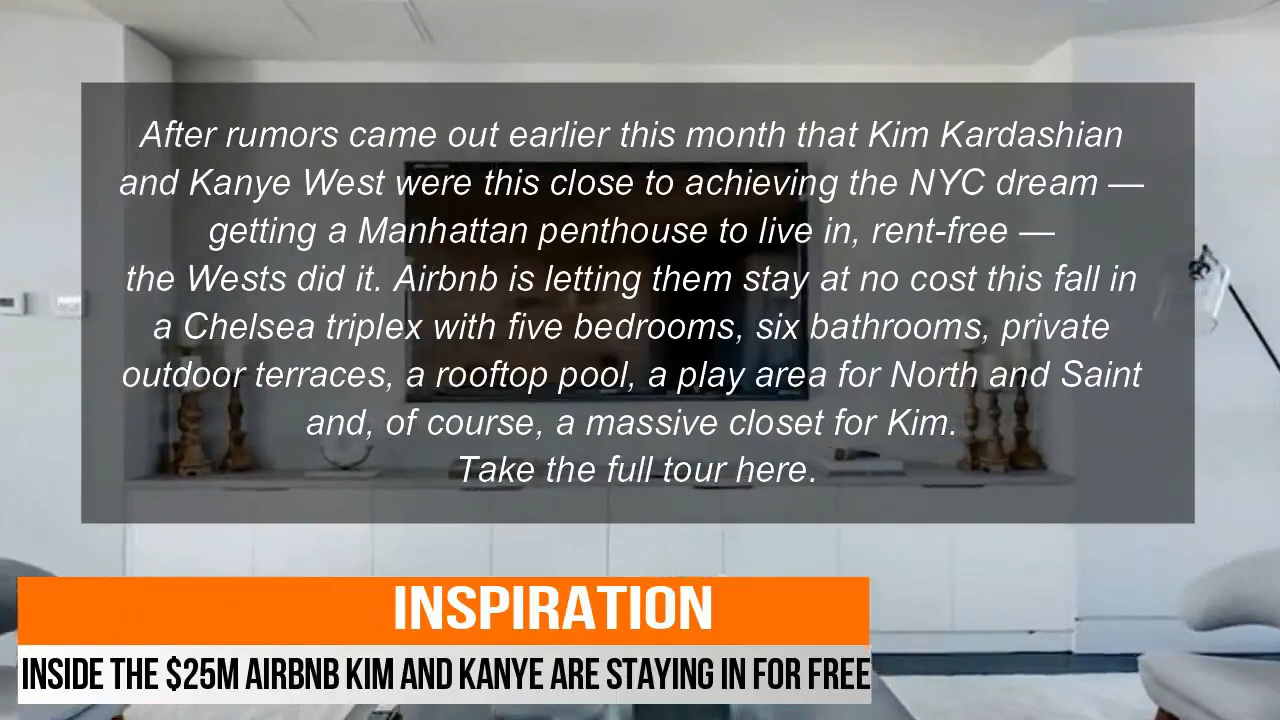 After rumors came out earlier this month that Kim Kardashian
and Kanye West were this close to achieving the NYC dream —
getting a Manhattan penthouse to live in, rent-free —
the Wests did it. Airbnb is letting them stay at no cost this fall in
a Chelsea triplex with five bedrooms, six bathrooms, private
outdoor terraces, a rooftop pool, a play area for North and Saint
and, of course, a massive closet for Kim.
Take the full tour here.
INSPIRATION
INSIDE THE $25M AIRBNB KIM AND KANYE ARE STAYING IN FOR FREE